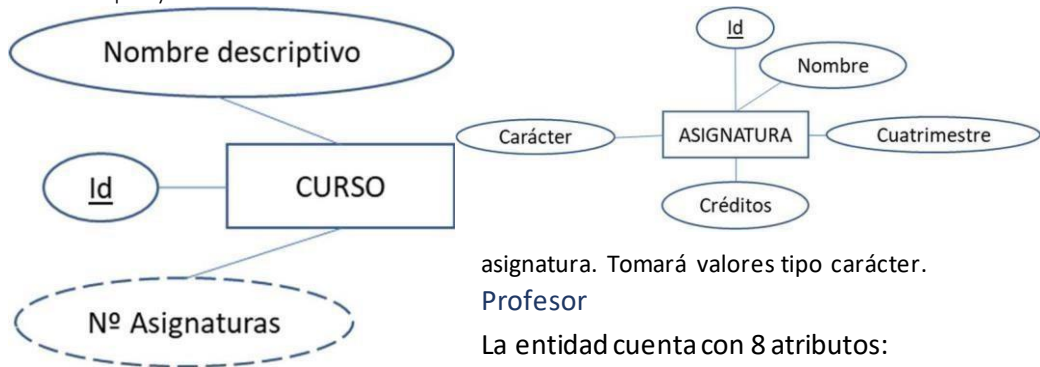 Nombre descriptivo
Id
CURSO
Nº Asignaturas
Id
Nombre
Carácter
ASIGNATURA
Cuatrimestre
Créditos
asignatura. Tomará valores tipo carácter.
Profesor
La entidad cuenta con 8 atributos: